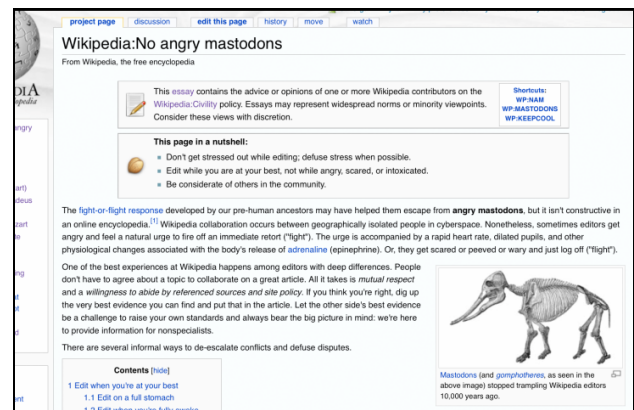 project page discussion edit this page history move watch
Wikipedia:No angry mastodons
From Wikipedia, the free encyclopedia
This essay contains the advice or opinions of one or more Wikipedia contributors on the
Wikipedia:Civility policy. Essays may represent widespread norms or minority viewpoints.
Consider these views with discretion.
Shortcuts:
WP:NAM
WP:MASTODONS
WP:KEEPCOOL
This page in a nutshell:
Don't get stressed out while editing; defuse stress when possible.
Edit while you are at your best, not while angry, scared, or intoxicated.
Be considerate of others in the community.
The fight-or-flight response developed by our pre-human ancestors may have helped them escape from angry mastodons, but it isn't constructive in
an online encyclopedia.[1] Wikipedia collaboration occurs between geographically isolated people in cyberspace. Nonetheless, sometimes editors get
angry and feel a natural urge to fire off an immediate retort ("fight"). The urge is accompanied by a rapid heart rate, dilated pupils, and other
physiological changes associated with the body's release of adrenaline (epinephrine). Or, they get scared or peeved or wary and just log off ("flight").
One of the best experiences at Wikipedia happens among editors with deep differences. People
don't have to agree about a topic to collaborate on a great article. All it takes is mutual respect
and a willingness to abide by referenced sources and site policy. If you think you're right, dig up
the very best evidence you can find and put that in the article. Let the other side's best evidence
be a challenge to raise your own standards and always bear the big picture in mind: we're here
to provide information for nonspecialists.
There are several informal ways to de-escalate conflicts and defuse disputes.
Mastodons (and gomphotheres, as seen in the
above image) stopped trampling Wikipedia editors
10,000 years ago.
Contents [hide]
1 Edit when you're at your best
1.1 Edit on a full stomach
1.2 Edit when you're fully awake